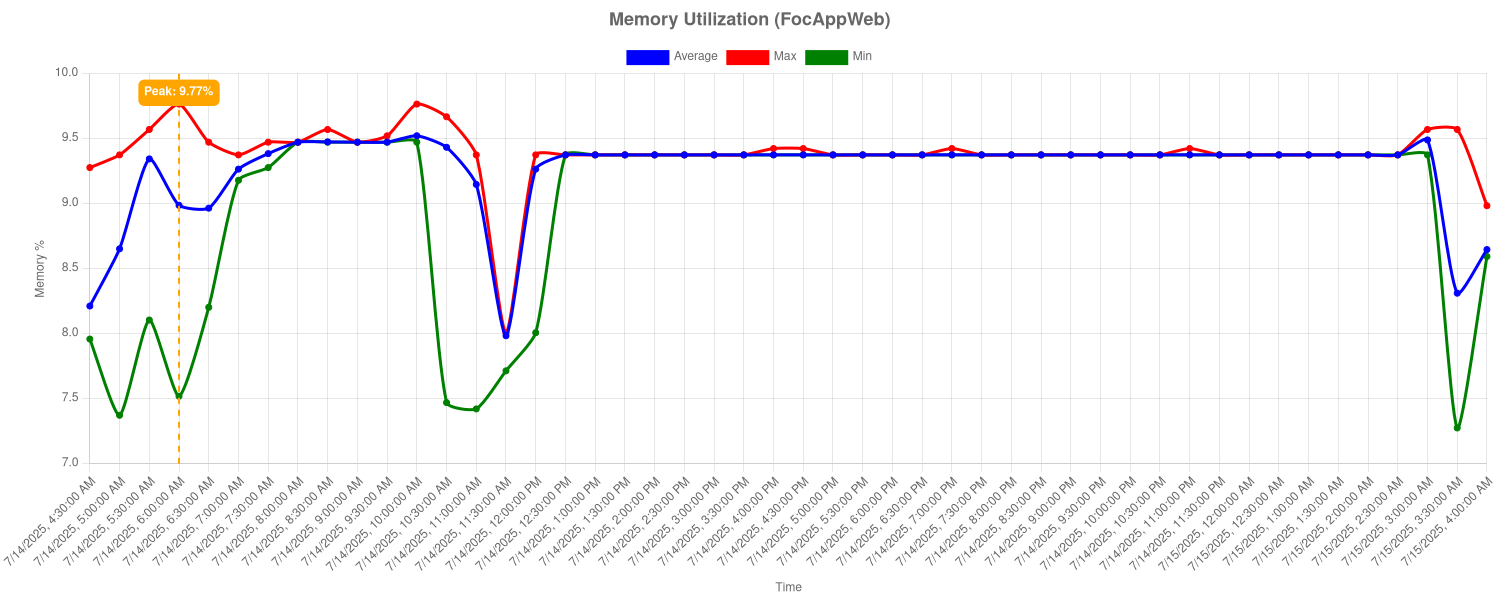 Memory Utilization (FocAppWeb)
Average Max Min
Peak: 9.77%
10.0
9.5
9.0
8.5
8.0
7.5
7.0
Memory %
7/14/2025, 4:30:00 AM
7/14/2025, 5:00:00 AM
7/14/2025, 5:30:00 AM
7/14/2025, 6:00:00 AM
7/14/2025, 6:30:00 AM
7/14/2025, 7:00:00 AM
7/14/2025, 7:30:00 AM
7/14/2025, 8:00:00 AM
7/14/2025, 8:30:00 AM
7/14/2025, 9:00:00 AM
7/14/2025, 9:30:00 AM
7/14/2025, 10:00:00 AM
7/14/2025, 10:30:00 AM
7/14/2025, 11:00:00 AM
7/14/2025, 11:30:00 AM
7/14/2025, 12:00:00 PM
7/14/2025, 12:30:00 PM
7/14/2025, 1:00:00 PM
7/14/2025, 1:30:00 PM
7/14/2025, 2:00:00 PM
7/14/2025, 2:30:00 PM
7/14/2025, 3:00:00 PM
7/14/2025, 3:30:00 PM
7/14/2025, 4:00:00 PM
7/14/2025, 4:30:00 PM
7/14/2025, 5:00:00 PM
7/14/2025, 5:30:00 PM
7/14/2025, 6:00:00 PM
7/14/2025, 6:30:00 PM
7/14/2025, 7:00:00 PM
7/14/2025, 7:30:00 PM
7/14/2025, 8:00:00 PM
7/14/2025, 8:30:00 PM
7/14/2025, 9:00:00 PM
7/14/2025, 9:30:00 PM
7/14/2025, 10:00:00 PM
7/14/2025, 10:30:00 PM
7/14/2025, 11:00:00 PM
7/14/2025, 11:30:00 PM
7/15/2025, 12:00:00 AM
7/15/2025, 12:30:00 AM
7/15/2025, 1:00:00 AM
7/15/2025, 1:30:00 AM
7/15/2025, 2:00:00 AM
7/15/2025, 2:30:00 AM
7/15/2025, 3:00:00 AM
7/15/2025, 3:30:00 AM
7/15/2025, 4:00:00 AM
Time